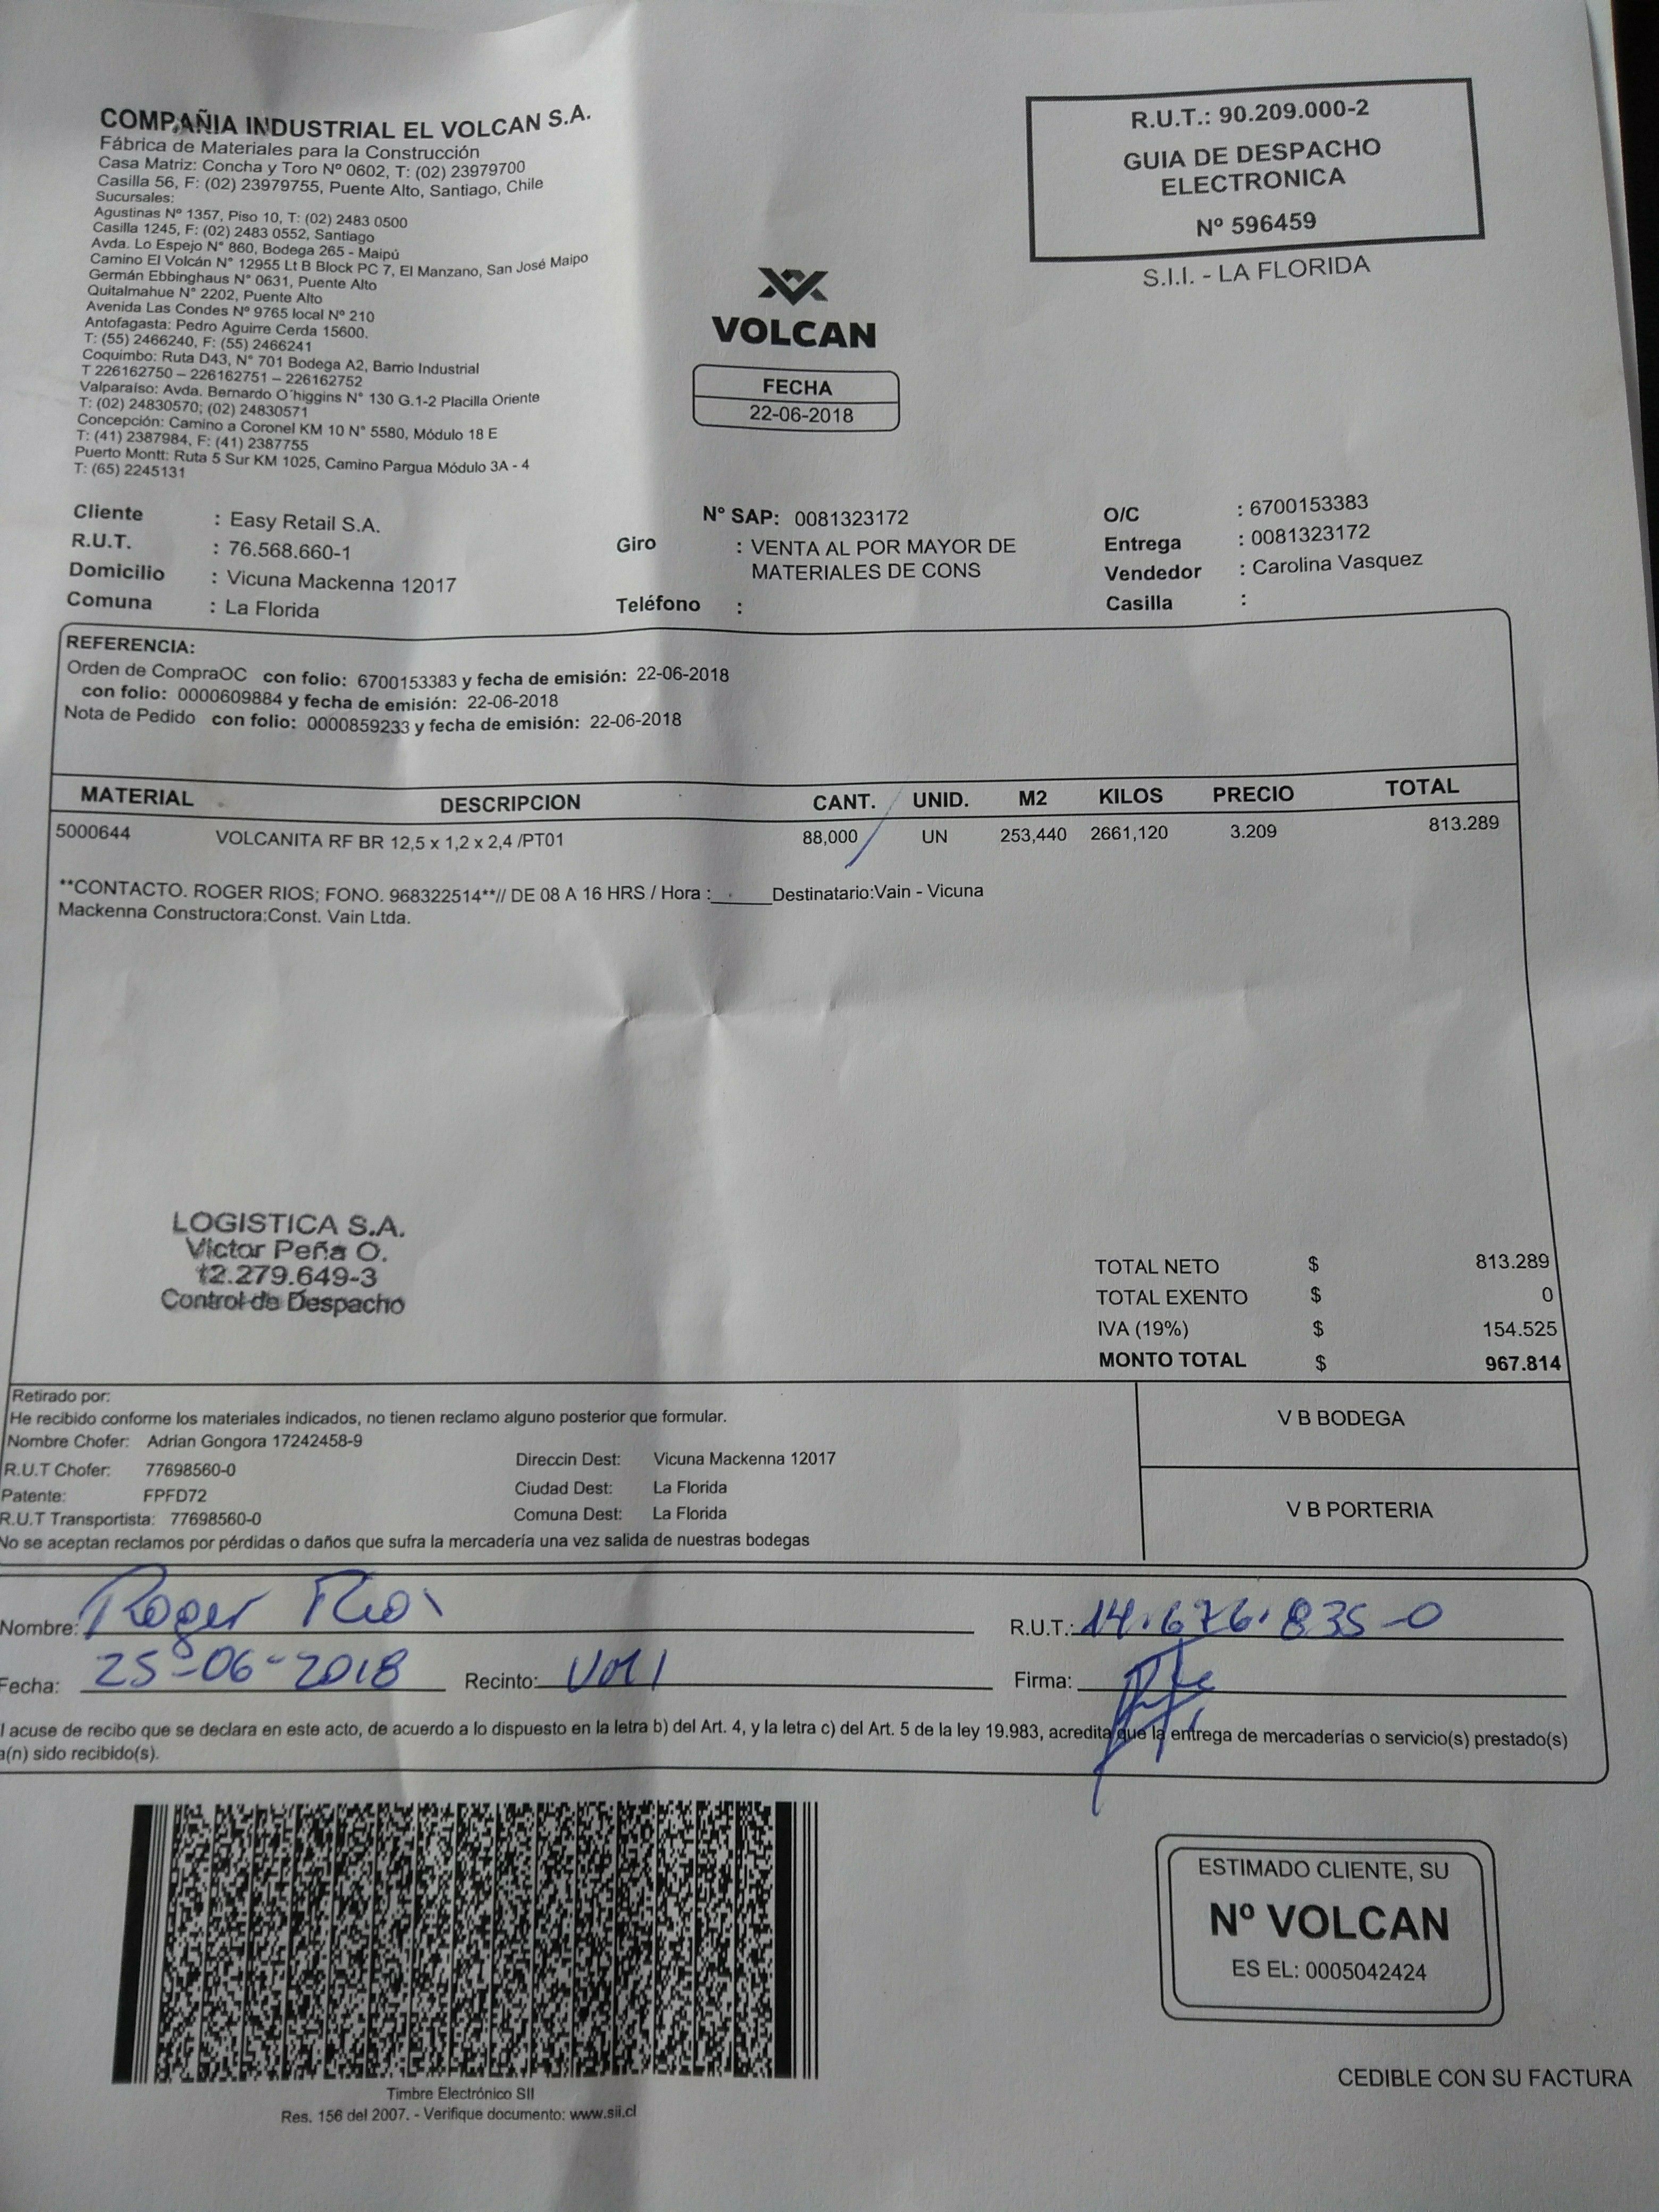 COMPAÑIA INDUSTRIAL EL VOLCAN S.A.
Fábrica de Materiales para la Construcción
Casa Matriz: Concha y Toro Nº 0602, T: (02) 23979700
Casilla 56, F: (02) 23979755, Puente Alto, Santiago, Chile
Sucursales:
Agustinas Nº 1357, Piso 10, T: (02) 2483 0500
Casilla 1245, F: (02) 2483 0552, Santiago
Avda. Lo Espejo N° 860, Bodega 265 - Maipú
Camino El Volcán N° 12955 Lt B Block PC 7, El Manzano, San José Maipo
Germán Ebbinghaus N° 0631, Puente Alto
Quitalmahue N° 2202, Puente Alto
Avenida Las Condes Nº 9765 local Nº 210
Antofagasta: Pedro Aguirre Cerda 15600.
T: (55) 2466240, F: (55) 2466241
Coquimbo: Ruta D43, N° 701 Bodega A2, Barrio Industrial
T 226162750 – 226162751 – 226162752
Valparaíso: Avda. Bernardo O´higgins N° 130 G.1-2 Placilla Oriente
T: (02) 24830570; (02) 24830571
Concepción: Camino a Coronel KM 10 N° 5580, Módulo 18 E
T: (41) 2387984, F: (41) 2387755
Puerto Montt: Ruta 5 Sur KM 1025, Camino Pargua Módulo 3A - 4
T: (65) 2245131
R.U.T.: 90.209.000-2
GUIA DE DESPACHO
ELECTRONICA
Nº 596459
S.I.I. - LA FLORIDA
VOLCAN
FECHA
22-06-2018
Cliente : Easy Retail S.A.
R.U.T. : 76.568.660-1
Domicilio : Vicuna Mackenna 12017
Comuna : La Florida
N° SAP: 0081323172
Giro : VENTA AL POR MAYOR DE
MATERIALES DE CONS
Teléfono :
O/C : 6700153383
Entrega : 0081323172
Vendedor : Carolina Vasquez
Casilla :
REFERENCIA:
Orden de CompraOC con folio: 6700153383 y fecha de emisión: 22-06-2018
con folio: 0000609884 y fecha de emisión: 22-06-2018
Nota de Pedido con folio: 0000859233 y fecha de emisión: 22-06-2018
MATERIAL DESCRIPCION CANT. UNID. M2 KILOS PRECIO TOTAL
5000644 VOLCANITA RF BR 12,5 x 1,2 x 2,4 /PT01 88,000 UN 253,440 2661,120 3.209 813.289
**CONTACTO. ROGER RIOS; FONO. 968322514**// DE 08 A 16 HRS / Hora :_____ Destinatario:Vain - Vicuna
Mackenna Constructora:Const. Vain Ltda.
LOGISTICA S.A.
Victor Peña O.
12.279.649-3
Control de Despacho
TOTAL NETO $ 813.289
TOTAL EXENTO $ 0
IVA (19%) $ 154.525
MONTO TOTAL $ 967.814
Retirado por:
He recibido conforme los materiales indicados, no tienen reclamo alguno posterior que formular.
Nombre Chofer: Adrian Gongora 17242458-9
R.U.T Chofer: 77698560-0
Patente: FPFD72
R.U.T Transportista: 77698560-0
Direccin Dest: Vicuna Mackenna 12017
Ciudad Dest: La Florida
Comuna Dest: La Florida
No se aceptan reclamos por pérdidas o daños que sufra la mercadería una vez salida de nuestras bodegas
V B BODEGA
V B PORTERIA
Nombre: Roger Rios R.U.T.: 14.676.835-0
Fecha: 25-06-2018 Recinto: Firma:
l acuse de recibo que se declara en este acto, de acuerdo a lo dispuesto en la letra b) del Art. 4, y la letra c) del Art. 5 de la ley 19.983, acredita que la entrega de mercaderías o servicio(s) prestado(s)
a(n) sido recibido(s).
Timbre Electrónico SII
Res. 156 del 2007. - Verifique documento: www.sii.cl
ESTIMADO CLIENTE, SU
Nº VOLCAN
ES EL: 0005042424
CEDIBLE CON SU FACTURA